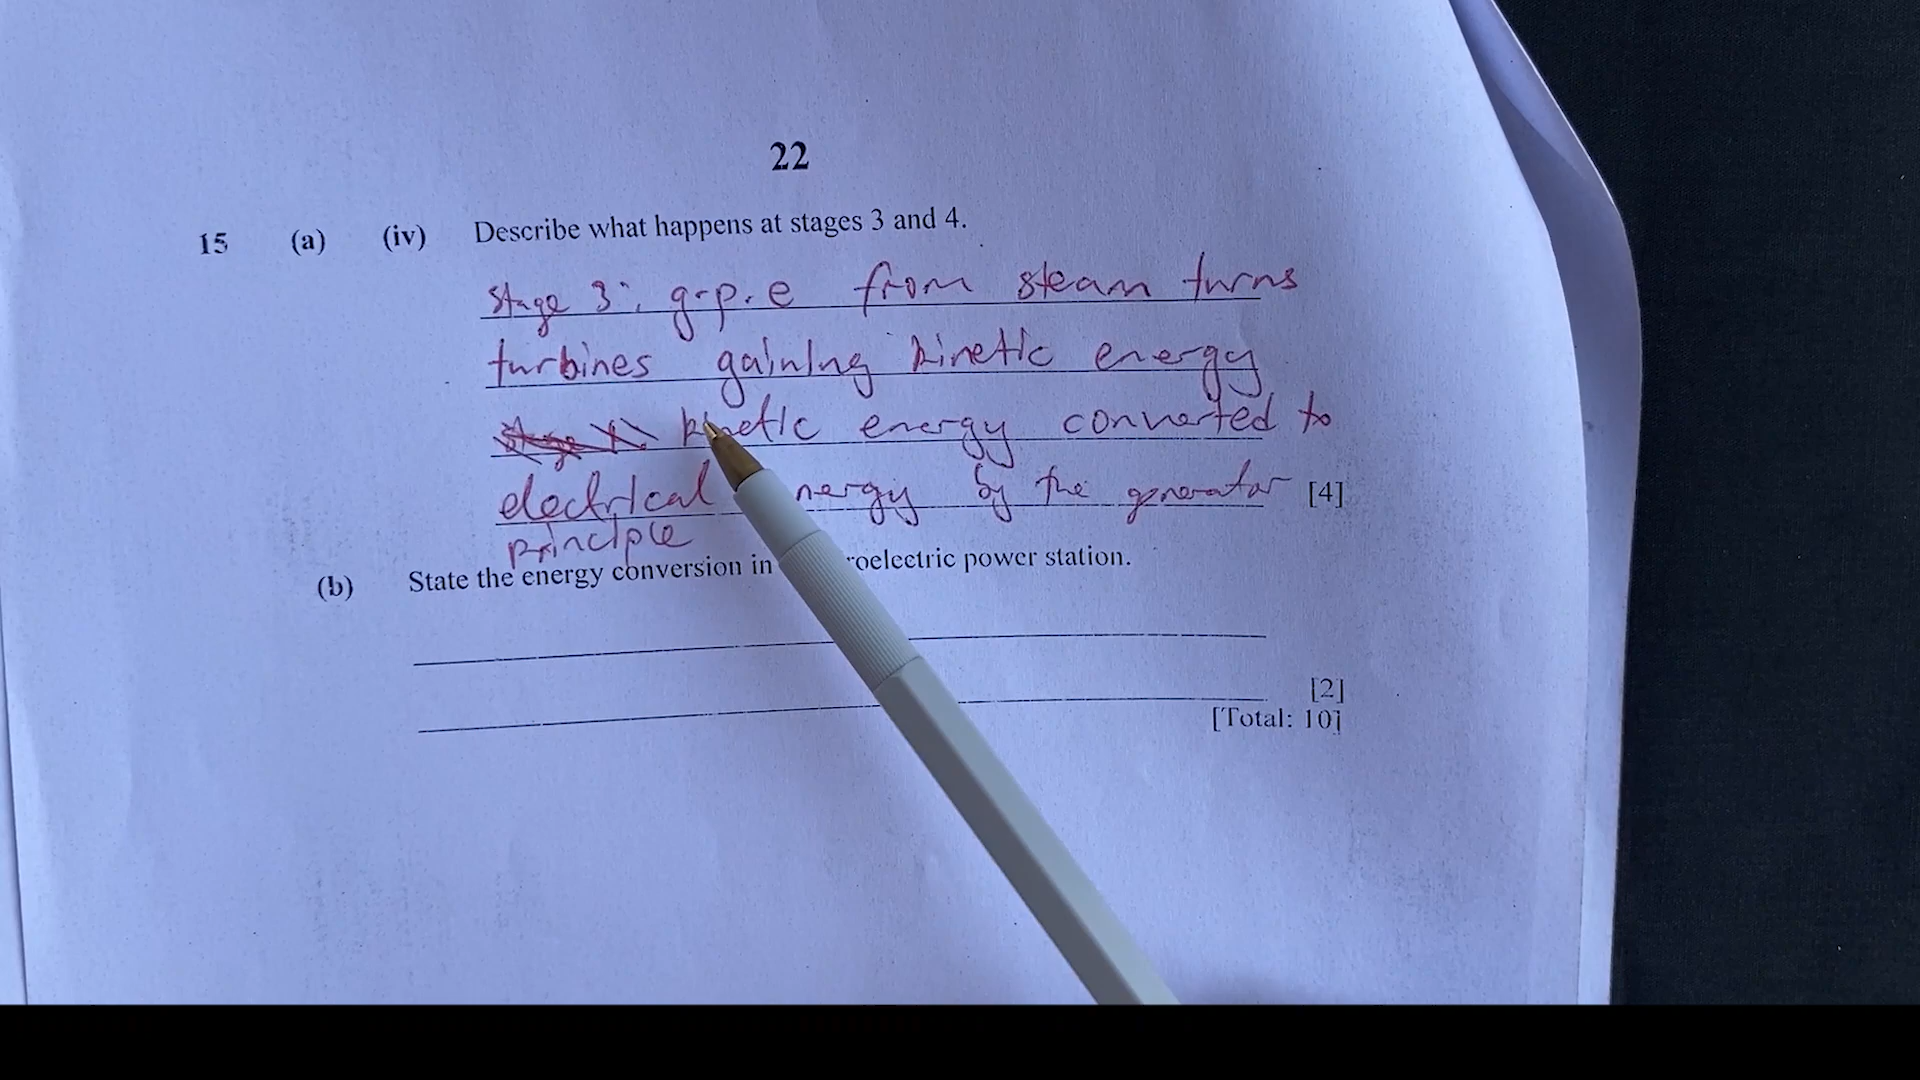 22
15 (a) (iv) Describe what happens at stages 3 and 4.
Stage 3: g.p.e from steam turns
turbines gaining kinetic energy
kinetic energy converted to
electrical energy by the generator [4]
principle
(b) State the energy conversion in roelectric power station.
[2]
[Total: 10]